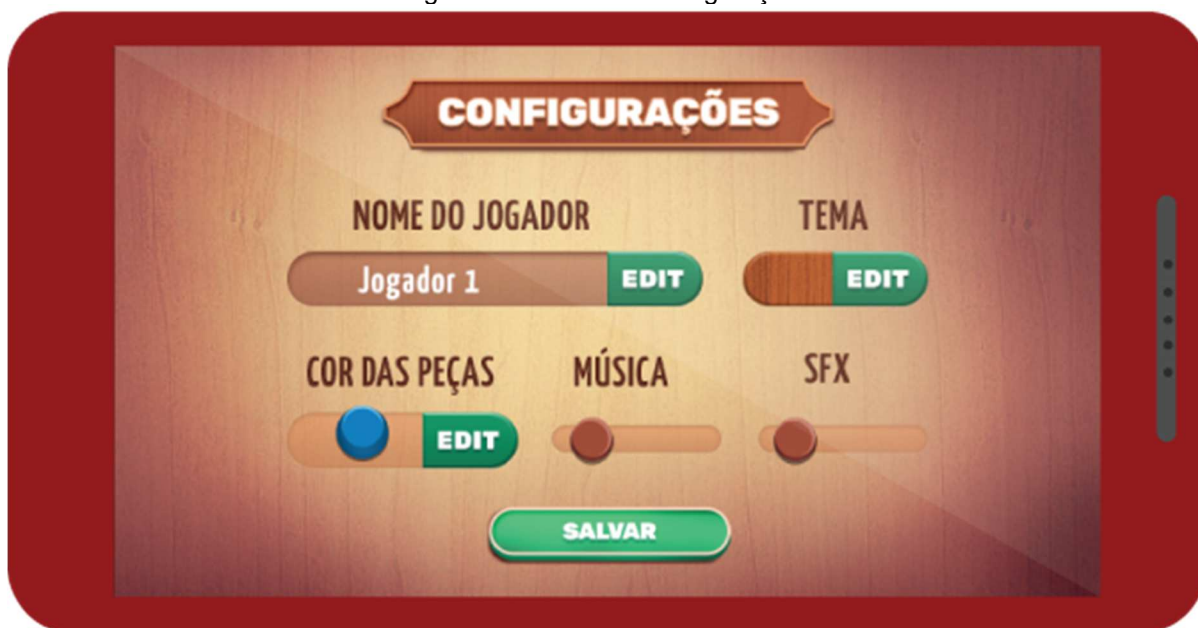 CONFIGURAÇÕES
NOME DO JOGADOR TEMA
Jogador 1 EDIT EDIT
COR DAS PEÇAS MÚSICA SFX
EDIT
SALVAR